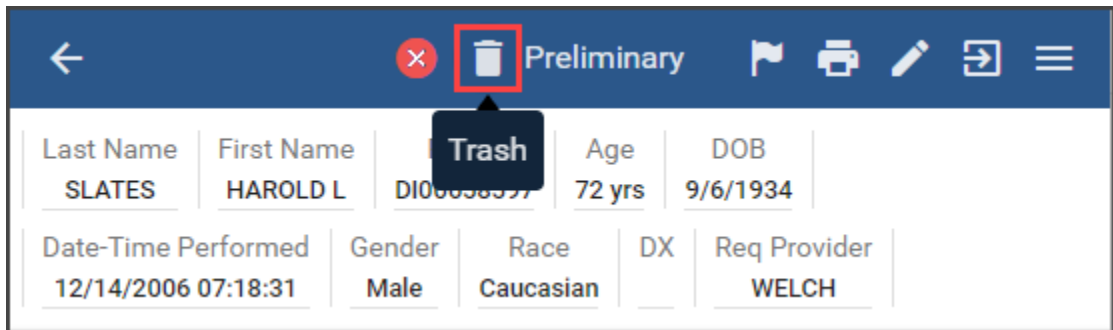 Preliminary
Trash
Last Name First Name Age DOB
SLATES HAROLD L 72 yrs 9/6/1934
Date-Time Performed Gender Race DX Req Provider
12/14/2006 07:18:31 Male Caucasian WELCH